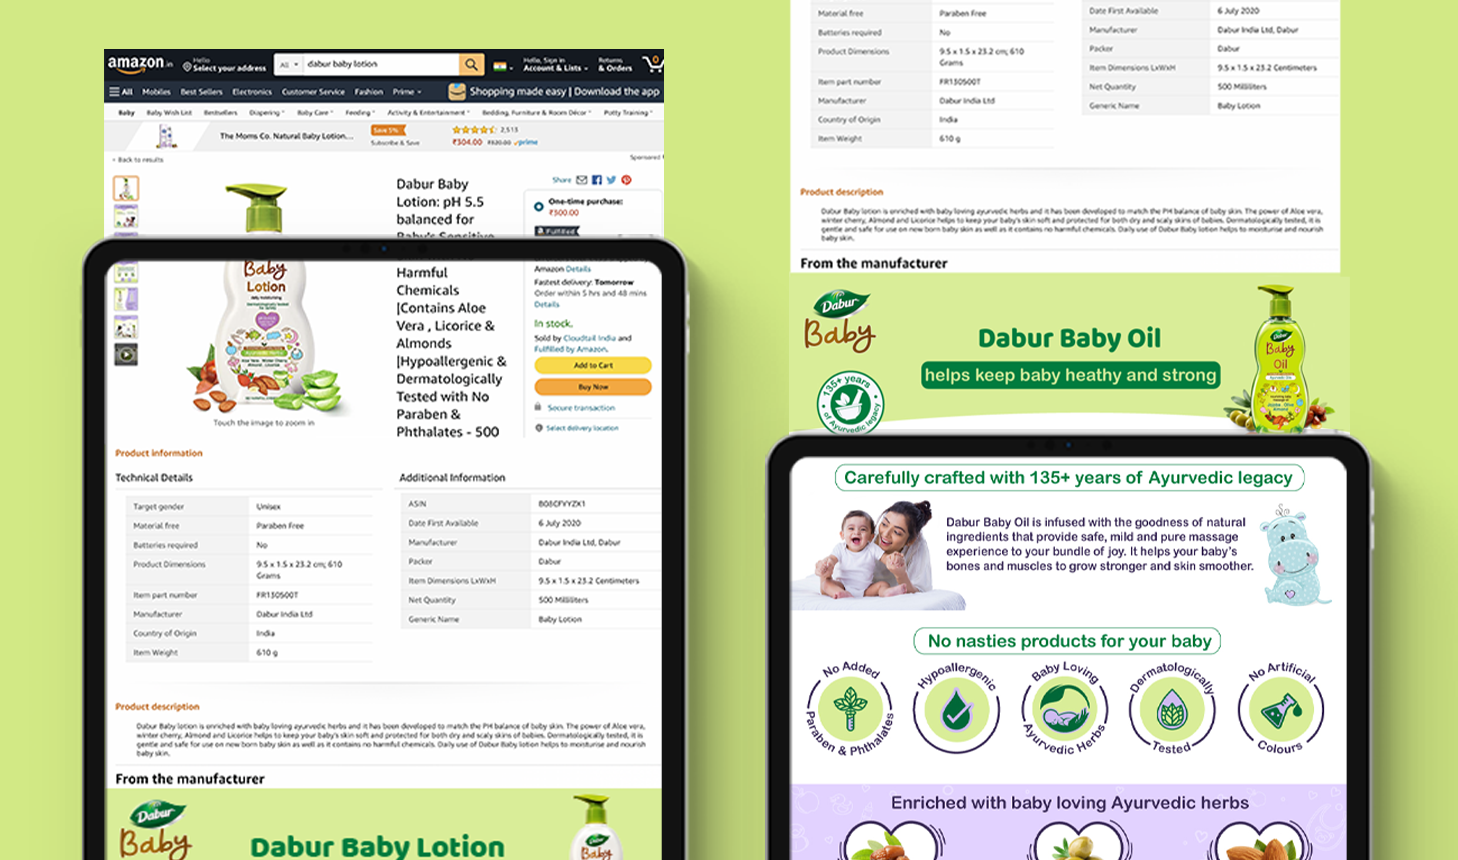 amazon.in
Hello
Select your address
All
dabur baby lotion
Hello, Sign in
Account & Lists
Returns
& Orders
0
All
Mobiles
Best Sellers
Electronics
Customer Service
Fashion
Prime
Shopping made easy | Download the app
Baby
Baby Wish List
Bestsellers
Diapering
Baby Care
Feeding
Activity & Entertainment
Bedding, Furniture & Room Décor
Potty Training
The Moms Co. Natural Baby Lotion...
Save 5%
Subscribe & Save
2,513
₹304.00 ₹320.00 prime
‹ Back to results
Sponsored
Share
Dabur Baby
Lotion: pH 5.5
balanced for
Baby's Sensitive
Harmful
Chemicals
|Contains Aloe
Vera , Licorice &
Almonds
|Hypoallergenic &
Dermatologically
Tested with No
Paraben &
Phthalates - 500
One-time purchase:
₹300.00
Fulfilled
Amazon Details
Fastest delivery: Tomorrow
Order within 5 hrs and 48 mins
Details
In stock.
Sold by Cloudtail India and
Fulfilled by Amazon.
Add to Cart
Buy Now
Secure transaction
Select delivery location
Baby
Lotion
Touch the image to zoom in
Product information
Technical Details
Target gender Unisex
Material free Paraben Free
Batteries required No
Product Dimensions 9.5 x 1.5 x 23.2 cm; 610
Grams
Item part number FR130500T
Manufacturer Dabur India Ltd
Country of Origin India
Item Weight 610 g
Additional Information
ASIN B08CFVYZX1
Date First Available 6 July 2020
Manufacturer Dabur India Ltd, Dabur
Packer Dabur
Item Dimensions LxWxH 9.5 x 1.5 x 23.2 Centimeters
Net Quantity 500 Milliliters
Generic Name Baby Lotion
Product description
Dabur Baby lotion is enriched with baby loving ayurvedic herbs and it has been developed to match the PH balance of baby skin. The power of Aloe vera,
winter cherry, Almond and Licorice helps to keep your baby's skin soft and protected for both dry and scaly skins of babies. Dermatologically tested, it is
gentle and safe for use on new born baby skin as well as it contains no harmful chemicals. Daily use of Dabur Baby lotion helps to moisturise and nourish
baby skin.
From the manufacturer
Dabur
Baby
Dabur Baby Lotion
Dabur
Baby
Material free Paraben Free
Batteries required No
Product Dimensions 9.5 x 1.5 x 23.2 cm; 610
Grams
Item part number FR130500T
Manufacturer Dabur India Ltd
Country of Origin India
Item Weight 610 g
Date First Available 6 July 2020
Manufacturer Dabur India Ltd, Dabur
Packer Dabur
Item Dimensions LxWxH 9.5 x 1.5 x 23.2 Centimeters
Net Quantity 500 Milliliters
Generic Name Baby Lotion
Product description
Dabur Baby lotion is enriched with baby loving ayurvedic herbs and it has been developed to match the PH balance of baby skin. The power of Aloe vera,
winter cherry, Almond and Licorice helps to keep your baby's skin soft and protected for both dry and scaly skins of babies. Dermatologically tested, it is
gentle and safe for use on new born baby skin as well as it contains no harmful chemicals. Daily use of Dabur Baby lotion helps to moisturise and nourish
baby skin.
From the manufacturer
Dabur
Baby
135+ years
of Ayurvedic legacy
Dabur Baby Oil
helps keep baby heathy and strong
Dabur
Baby
Oil
Carefully crafted with 135+ years of Ayurvedic legacy
Dabur Baby Oil is infused with the goodness of natural
ingredients that provide safe, mild and pure massage
experience to your bundle of joy. It helps your baby's
bones and muscles to grow stronger and skin smoother.
No nasties products for your baby
No Added
Paraben & Phthalates
Hypoallergenic
Baby Loving
Ayurvedic Herbs
Dermatologically
Tested
No Artificial
Colours
Enriched with baby loving Ayurvedic herbs